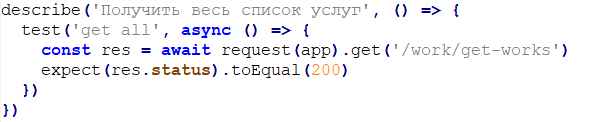 describe('Получить весь список услуг', () => {
  test('get all', async () => {
    const res = await request(app).get('/work/get-works')
    expect(res.status).toEqual(200)
  })
})